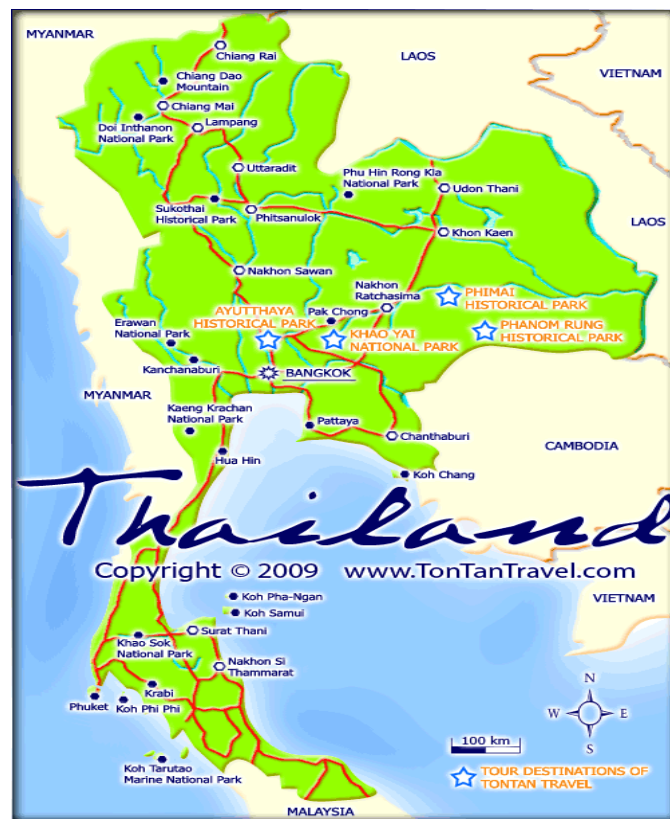 MYANMAR
LAOS
VIETNAM
Chiang Rai
Chiang Dao
Mountain
Chiang Mai
Lampang
Doi Inthanon
National Park
Uttaradit
Phu Hin Rong Kla
National Park
Udon Thani
Sukothai
Historical Park
Phitsanulok
LAOS
Khon Kaen
Nakhon Sawan
Nakhon
Ratchasima
PHIMAI
HISTORICAL PARK
AYUTTHAYA
HISTORICAL PARK
Pak Chong
Erawan
National Park
KHAO YAI
NATIONAL PARK
PHANOM RUNG
HISTORICAL PARK
Kanchanaburi
BANGKOK
MYANMAR
Kaeng Krachan
National Park
Pattaya
Chanthaburi
CAMBODIA
Hua Hin
Koh Chang
Thailand
Copyright © 2009 www.TonTanTravel.com
Koh Pha-Ngan
VIETNAM
Koh Samui
Surat Thani
Khao Sok
National Park
Nakhon Si
Thammarat
N
Krabi
Phuket
Koh Phi Phi
W
E
S
100 km
Koh Tarutao
Marine National Park
TOUR DESTINATIONS OF
TONTAN TRAVEL
MALAYSIA